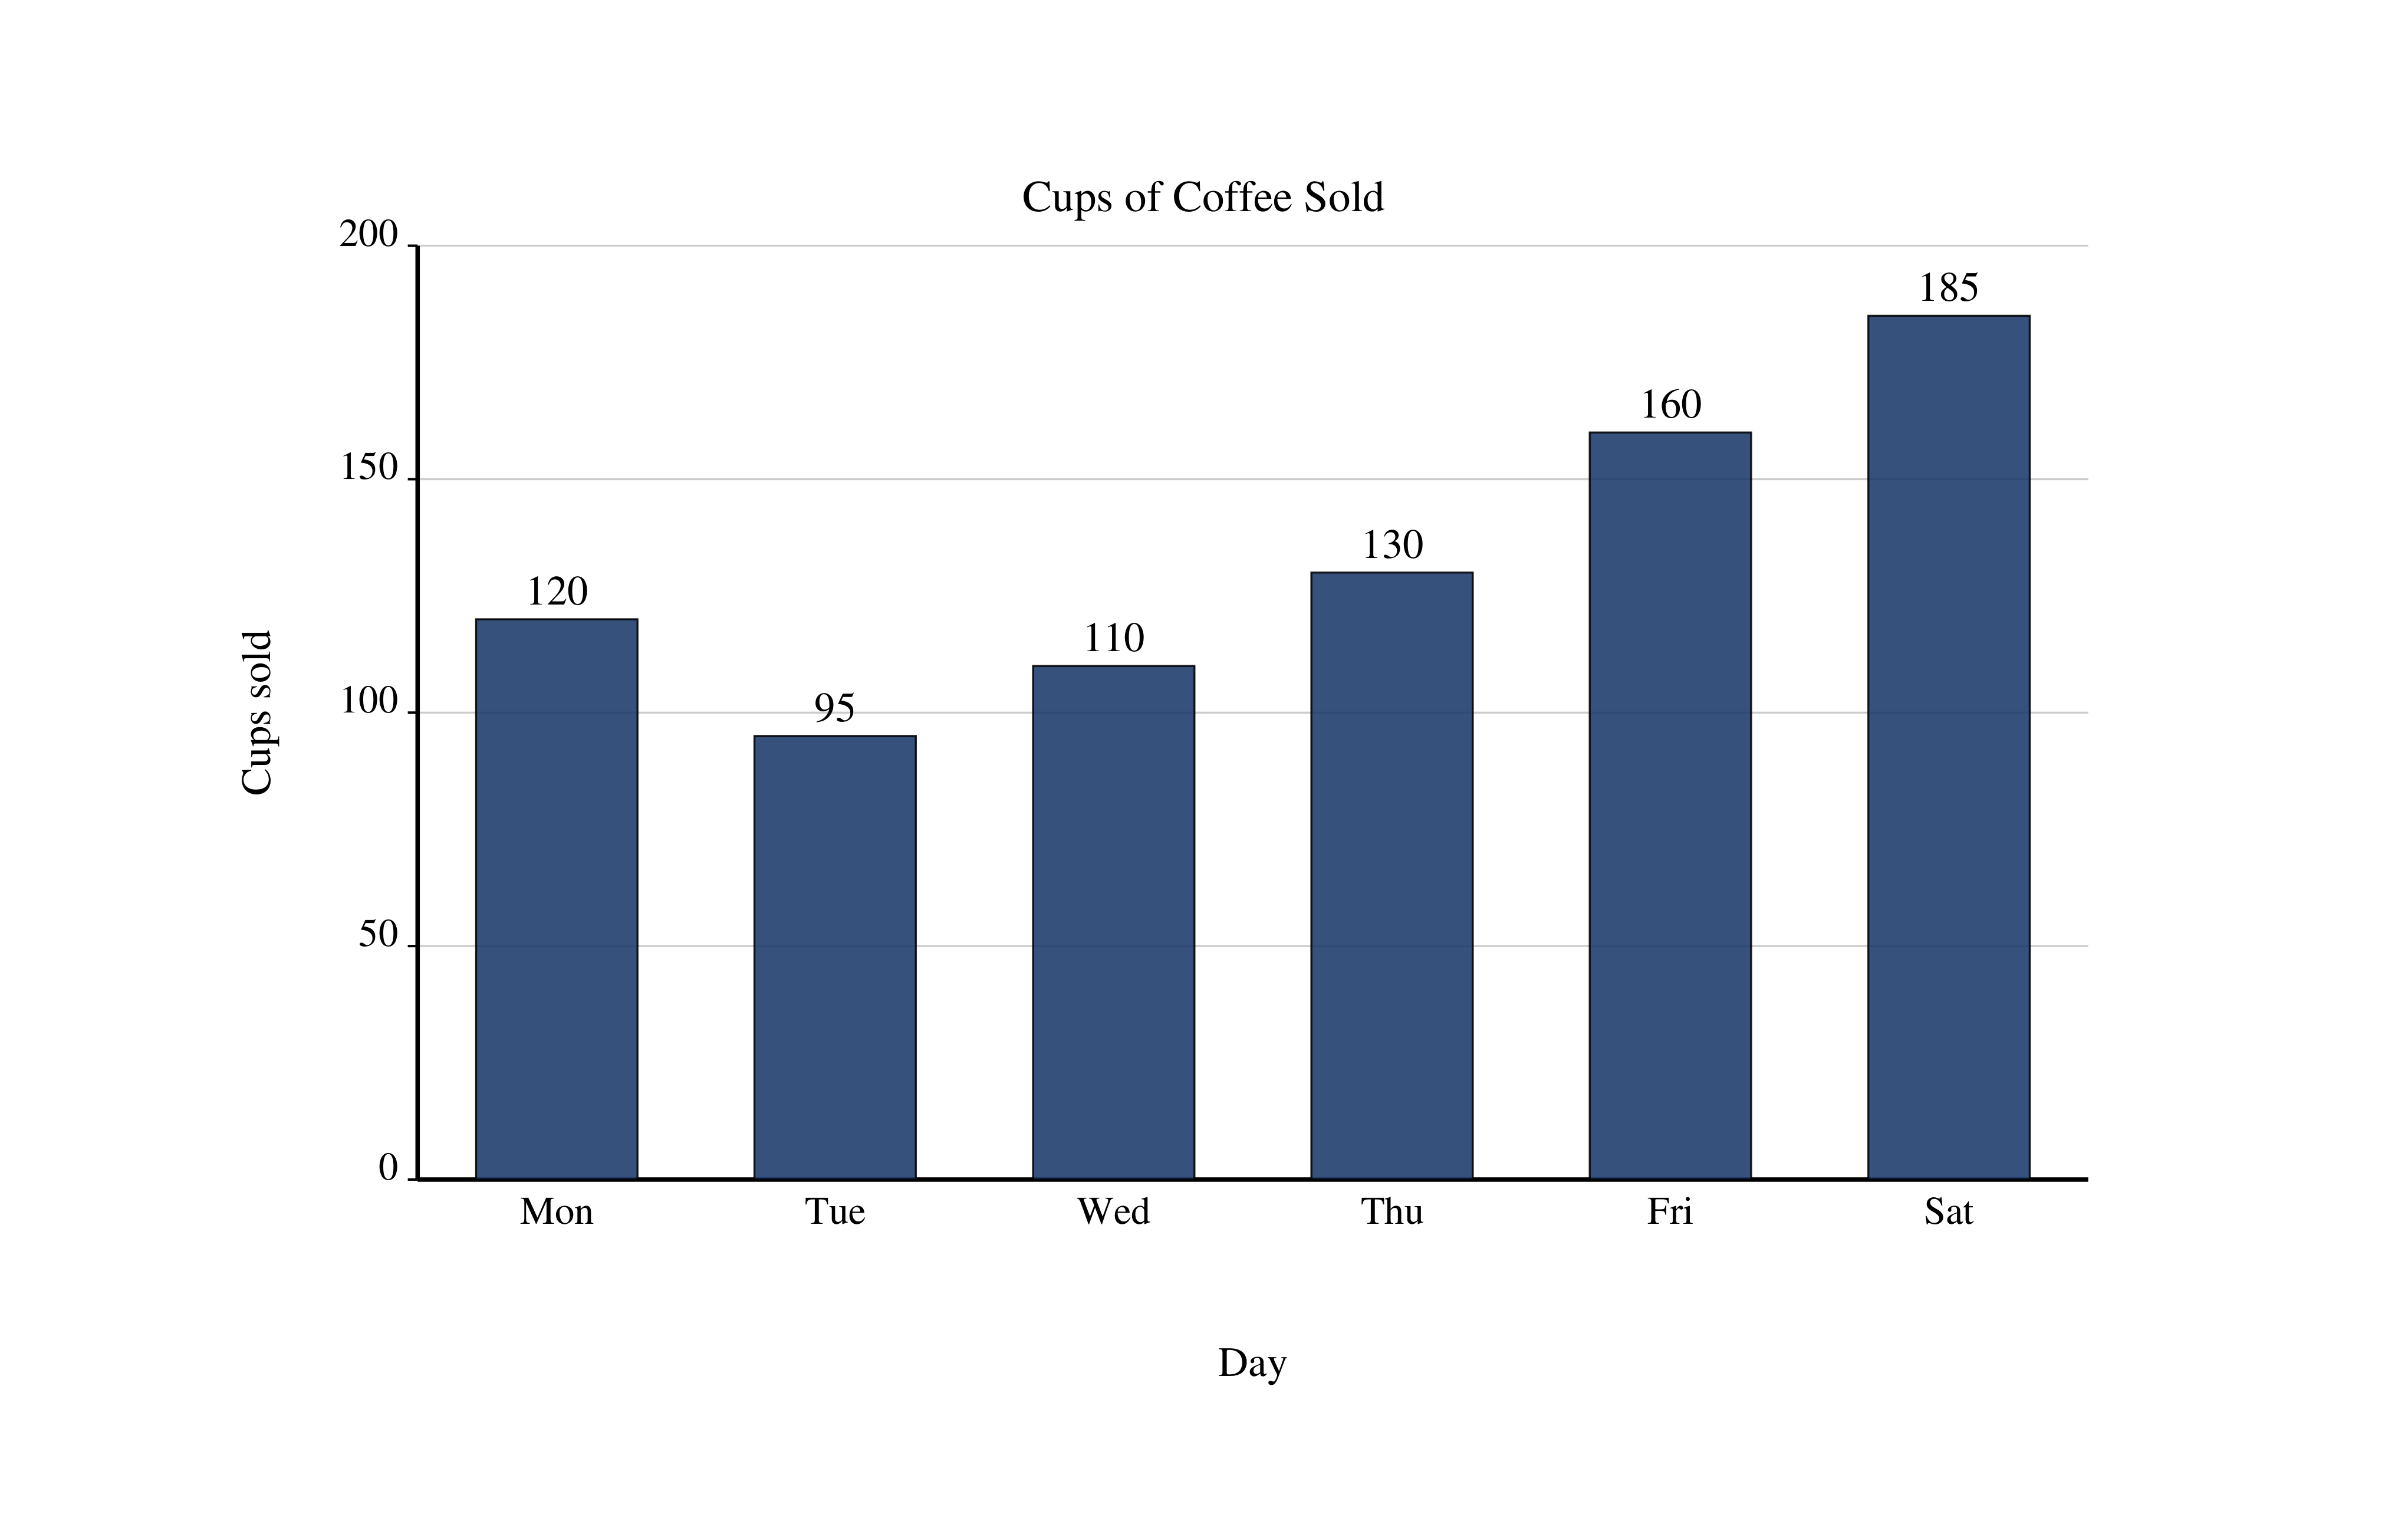 Cups of Coffee Sold
200
150
100
50
0
Cups sold
120
95
110
130
160
185
Mon Tue Wed Thu Fri Sat
Day